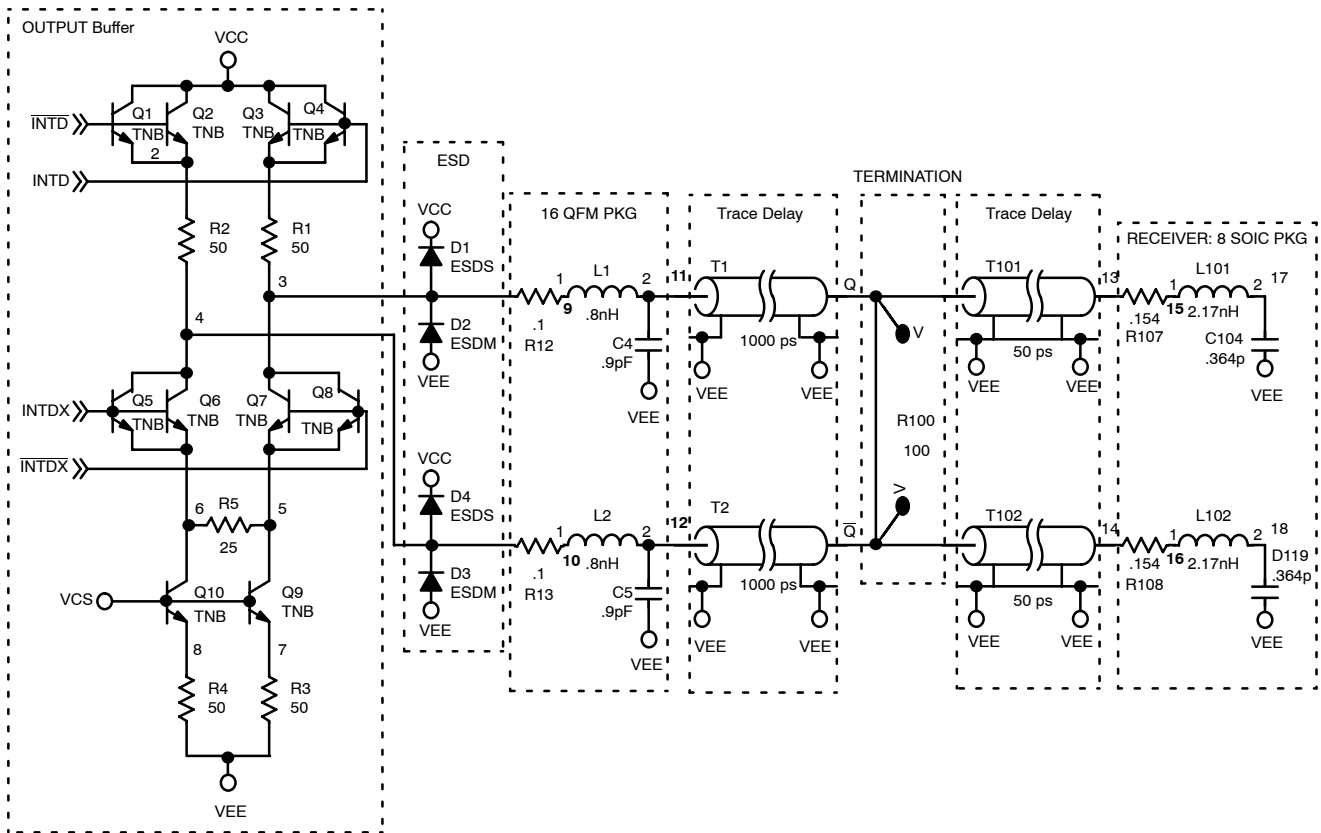 OUTPUT Buffer
VCC
Q1
TNB
Q2
TNB
Q3
TNB
Q4
TNB
INTD
2
INTD
R2
50
R1
50
3
4
INTDX
Q5
TNB
Q6
TNB
Q7
TNB
Q8
TNB
INTDX
6
R5
25
5
VCS
Q10
TNB
Q9
TNB
8
7
R4
50
R3
50
VEE
ESD
VCC
D1
ESDS
D2
ESDM
VEE
VCC
D4
ESDS
D3
ESDM
VEE
16 QFM PKG
1
L1
2
9
.8nH
.1
R12
C4
.9pF
VEE
1
L2
2
10
.8nH
.1
R13
C5
.9pF
VEE
Trace Delay
11
T1
1000 ps
VEE
VEE
12
T2
1000 ps
VEE
VEE
TERMINATION
Q
V
R100
100
V
Q
Trace Delay
T101
13
50 ps
VEE
VEE
T102
14
50 ps
VEE
VEE
RECEIVER: 8 SOIC PKG
L101
17
1
2
15
2.17nH
.154
R107
C104
.364p
VEE
L102
18
1
2
16
2.17nH
.154
R108
D119
.364p
VEE